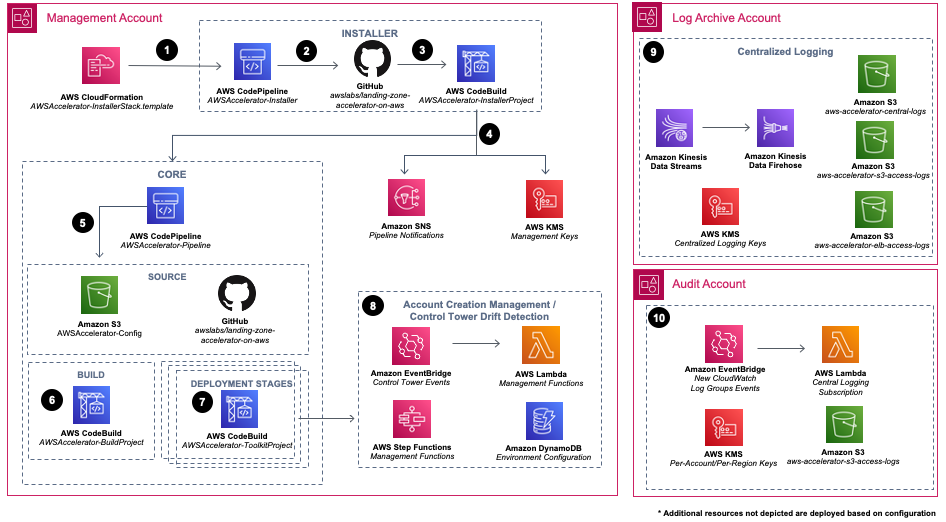 Management Account
1
INSTALLER
2
3
AWS CloudFormation
AWSAccelerator-InstallerStack.template
AWS CodePipeline
AWSAccelerator-Installer
GitHub
awslabs/landing-zone-
accelerator-on-aws
AWS CodeBuild
AWSAccelerator-InstallerProject
4
CORE
5
AWS CodePipeline
AWSAccelerator-Pipeline
Amazon SNS
Pipeline Notifications
AWS KMS
Management Keys
SOURCE
Amazon S3
AWSAccelerator-Config
GitHub
awslabs/landing-zone-
accelerator-on-aws
BUILD
6
AWS CodeBuild
AWSAccelerator-BuildProject
DEPLOYMENT STAGES
7
AWS CodeBuild
AWSAccelerator-ToolkitProject
8
Account Creation Management /
Control Tower Drift Detection
Amazon EventBridge
Control Tower Events
AWS Lambda
Management Functions
AWS Step Functions
Management Functions
Amazon DynamoDB
Environment Configuration
Log Archive Account
9
Centralized Logging
Amazon S3
aws-accelerator-central-logs
Amazon Kinesis
Data Streams
Amazon Kinesis
Data Firehose
Amazon S3
aws-accelerator-s3-access-logs
AWS KMS
Centralized Logging Keys
Amazon S3
aws-accelerator-elb-access-logs
Audit Account
10
Amazon EventBridge
New CloudWatch
Log Groups Events
AWS Lambda
Central Logging
Subscription
AWS KMS
Per-Account/Per-Region Keys
Amazon S3
aws-accelerator-s3-access-logs
* Additional resources not depicted are deployed based on configuration